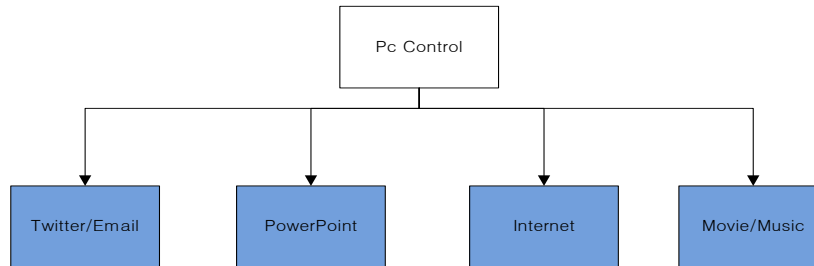 Pc Control
Twitter/Email
PowerPoint
Internet
Movie/Music